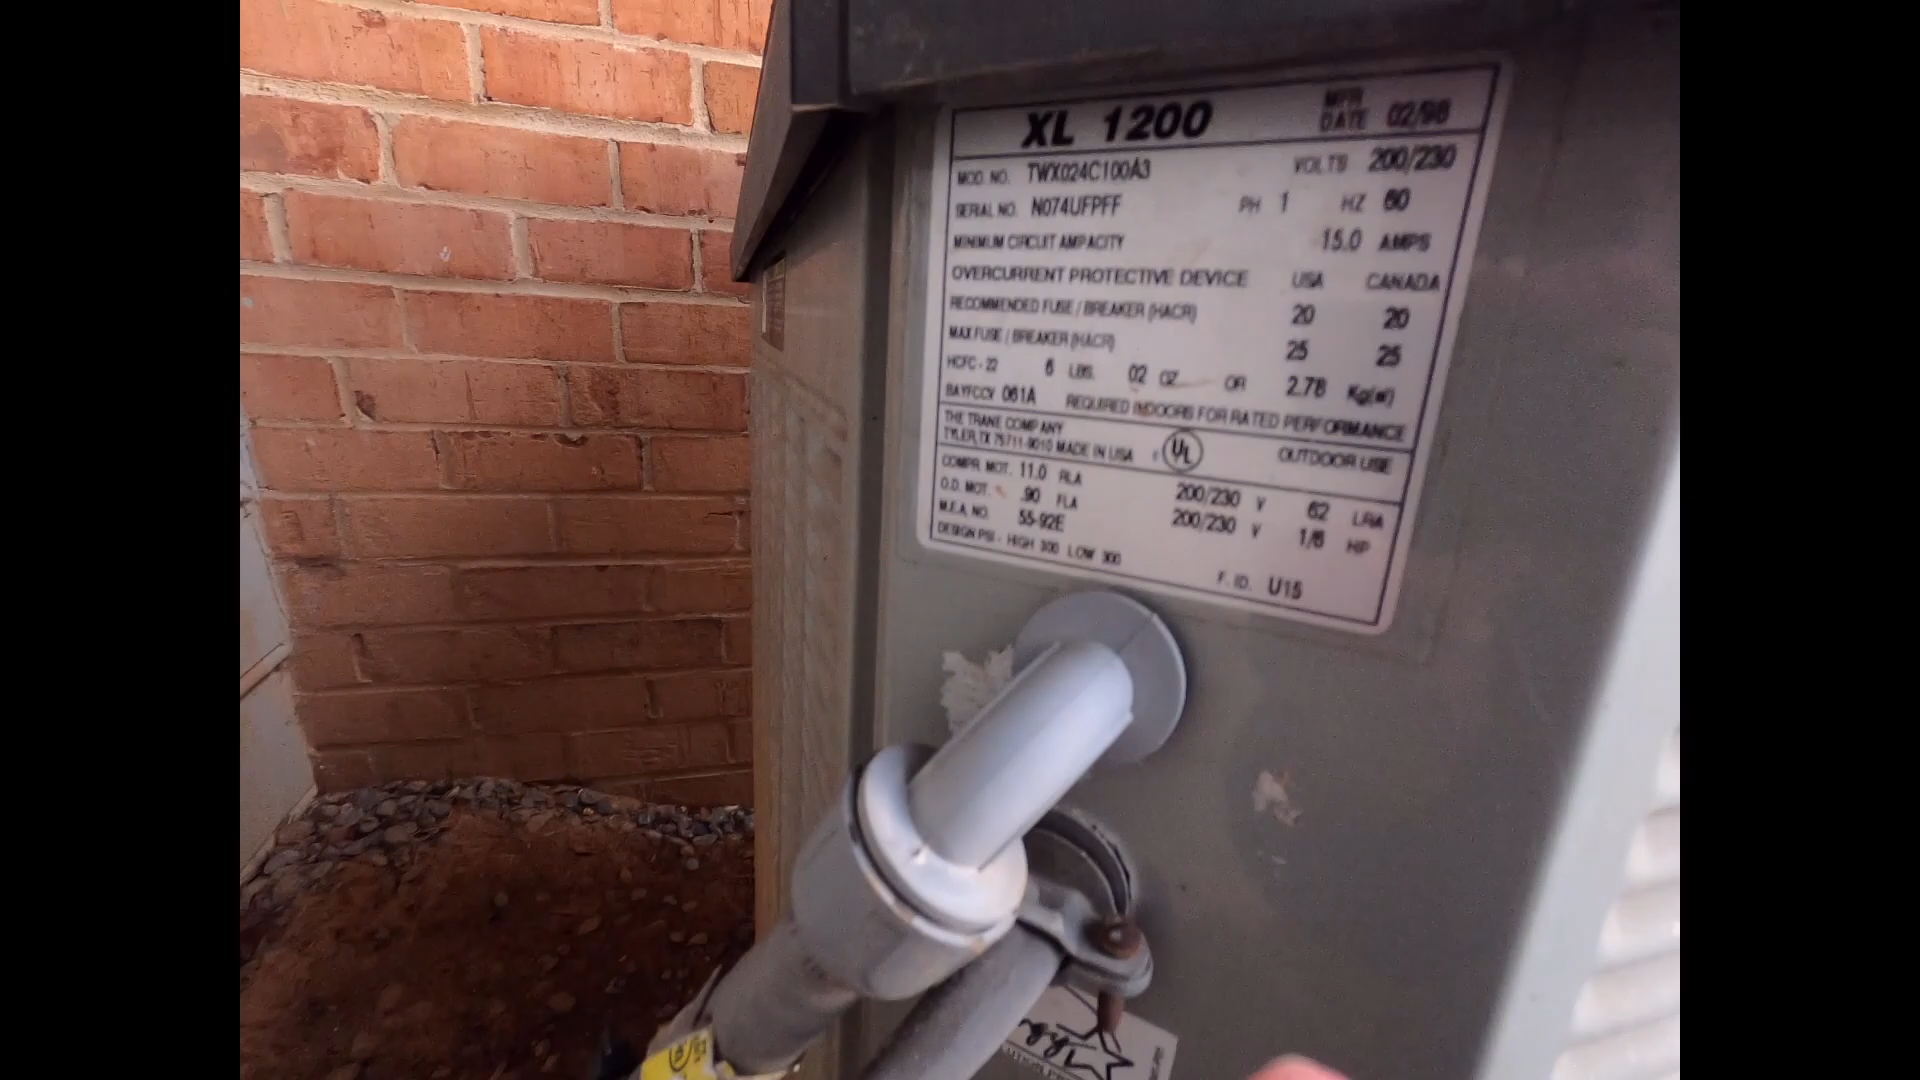 XL 1200 MFR DATE 02/98
MOD. NO. TWX024C100A3 VOLTS 200/230
SERIAL NO. N074UFPFF PH 1 HZ 60
MINIMUM CIRCUIT AMPACITY 15.0 AMPS
OVERCURRENT PROTECTIVE DEVICE USA CANADA
RECOMMENDED FUSE / BREAKER (HACR) 20 20
MAX FUSE / BREAKER (HACR) 25 25
HCFC - 22 6 LBS. 02 OZ OR 2.78 Kg(si)
BAYFCCV 061A REQUIRED INDOORS FOR RATED PERFORMANCE
THE TRANE COMPANY
TYLER, TX 75711-9010 MADE IN USA UL OUTDOOR USE
COMPR. MOT. 11.0 RLA 200/230 V 62 LRA
O.D. MOT. .90 FLA 200/230 V 1/6 HP
M.E.A. NO. 55-92E
DESIGN PSI - HIGH 300 LOW 300 F. ID. U15